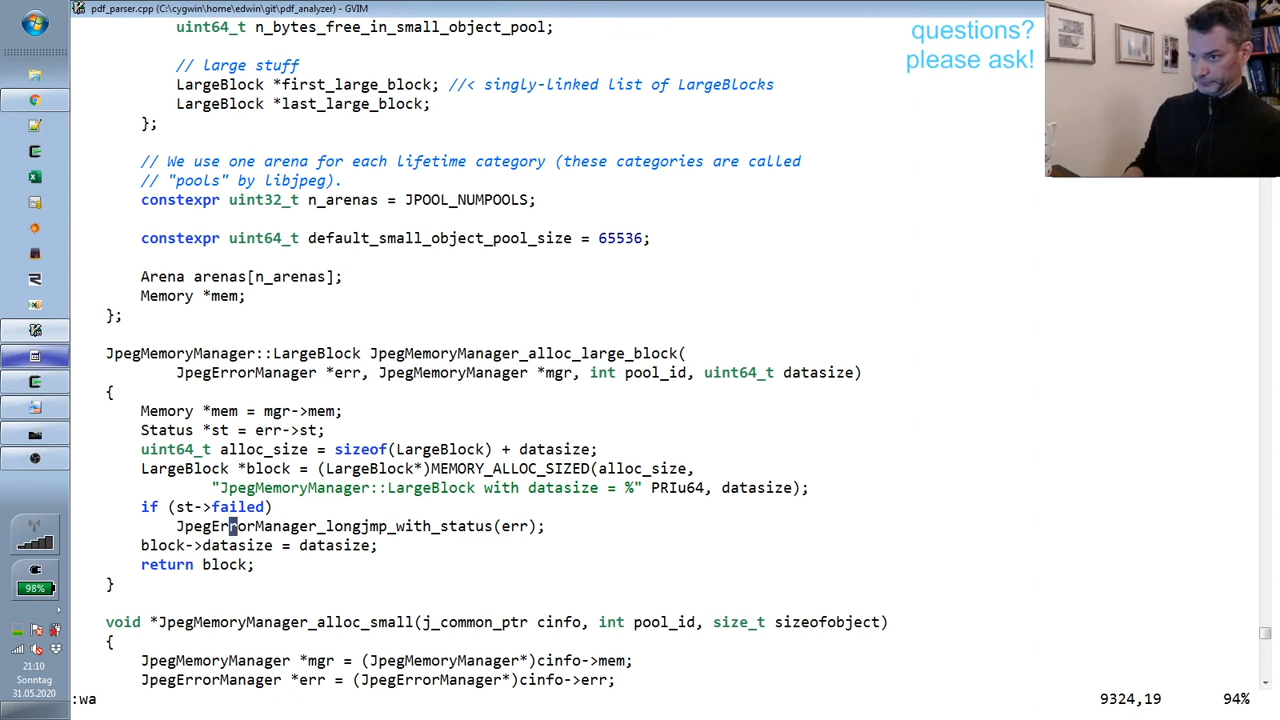 pdf_parser.cpp (C:\cygwin\home\edwin\git\pdf_analyzer) - GVIM
uint64_t n_bytes_free_in_small_object_pool;
questions?
please ask!
// large stuff
LargeBlock *first_large_block; //< singly-linked list of LargeBlocks
LargeBlock *last_large_block;
};
// We use one arena for each lifetime category (these categories are called
// "pools" by libjpeg).
constexpr uint32_t n_arenas = JPOOL_NUMPOOLS;
constexpr uint64_t default_small_object_pool_size = 65536;
Arena arenas[n_arenas];
Memory *mem;
};
JpegMemoryManager::LargeBlock JpegMemoryManager_alloc_large_block(
JpegErrorManager *err, JpegMemoryManager *mgr, int pool_id, uint64_t datasize)
{
Memory *mem = mgr->mem;
Status *st = err->st;
uint64_t alloc_size = sizeof(LargeBlock) + datasize;
LargeBlock *block = (LargeBlock*)MEMORY_ALLOC_SIZED(alloc_size,
"JpegMemoryManager::LargeBlock with datasize = %" PRIu64, datasize);
if (st->failed)
JpegErrorManager_longjmp_with_status(err);
block->datasize = datasize;
return block;
}
void *JpegMemoryManager_alloc_small(j_common_ptr cinfo, int pool_id, size_t sizeofobject)
{
JpegMemoryManager *mgr = (JpegMemoryManager*)cinfo->mem;
JpegErrorManager *err = (JpegErrorManager*)cinfo->err;
:wa
9324,19
94%
98%
21:10
Sonntag
31.05.2020